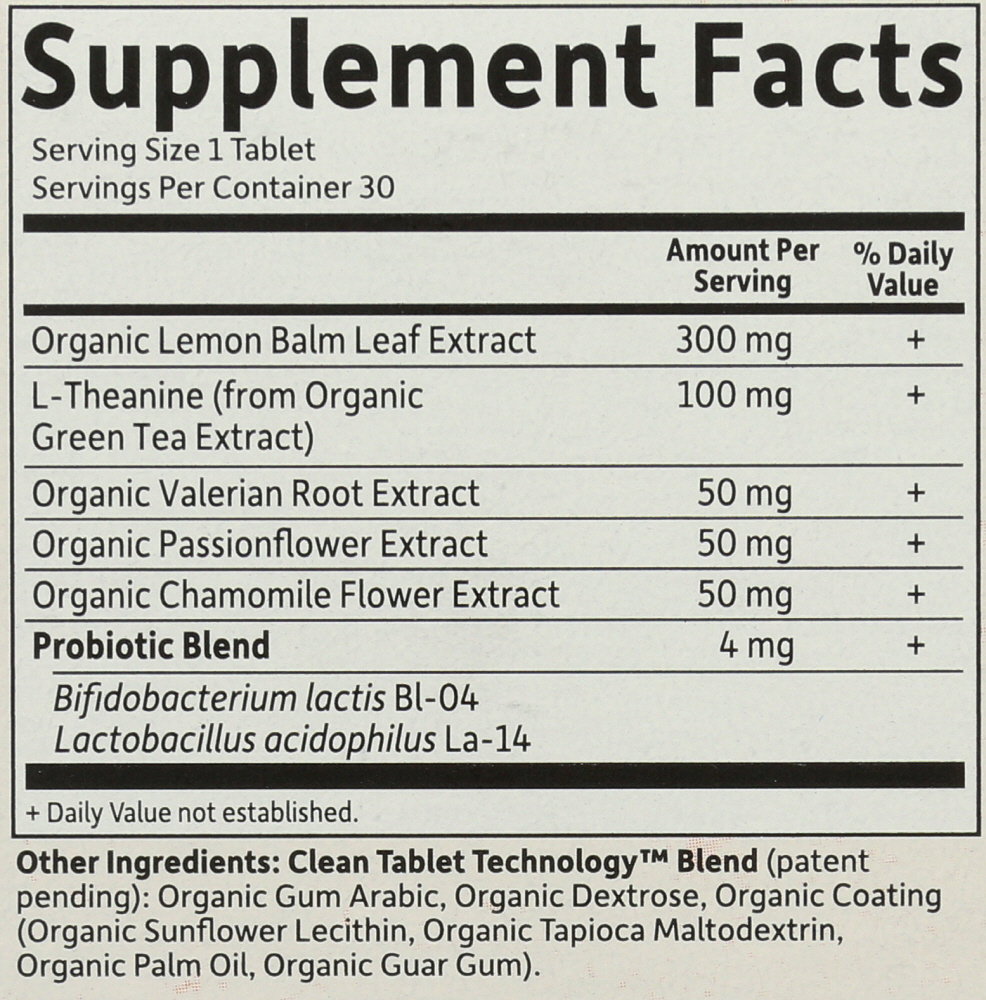 Supplement Facts
Serving Size 1 Tablet
Servings Per Container 30
Amount Per Serving % Daily Value
Organic Lemon Balm Leaf Extract 300 mg +
L-Theanine (from Organic 100 mg +
Green Tea Extract)
Organic Valerian Root Extract 50 mg +
Organic Passionflower Extract 50 mg +
Organic Chamomile Flower Extract 50 mg +
Probiotic Blend 4 mg +
Bifidobacterium lactis Bl-04
Lactobacillus acidophilus La-14
+ Daily Value not established.
Other Ingredients: Clean Tablet Technology™ Blend (patent
pending): Organic Gum Arabic, Organic Dextrose, Organic Coating
(Organic Sunflower Lecithin, Organic Tapioca Maltodextrin,
Organic Palm Oil, Organic Guar Gum).